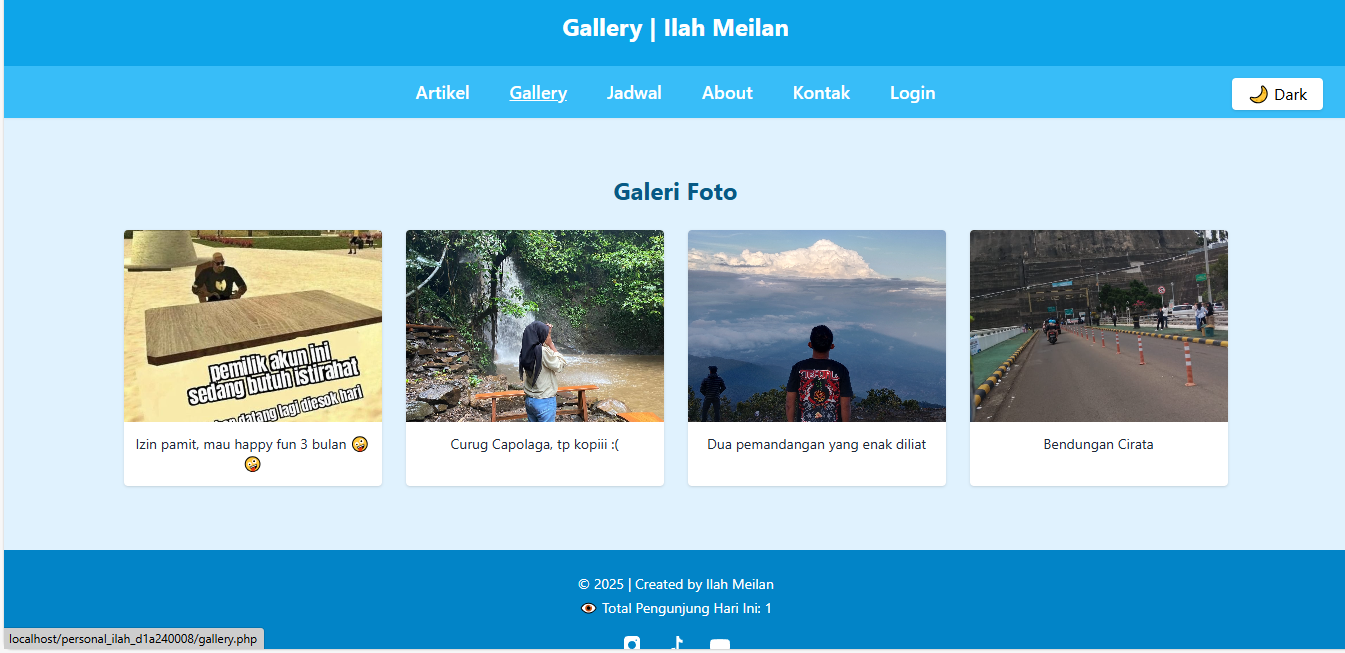 Gallery | Ilah Meilan
Artikel Gallery Jadwal About Kontak Login 🌙 Dark
Galeri Foto
pemilik akun ini
sedang butuh istirahat
datang lagi diesok hari
Izin pamit, mau happy fun 3 bulan 🤪
🤪
Curug Capolaga, tp kopiii :(
Dua pemandangan yang enak diliat
Bendungan Cirata
© 2025 | Created by Ilah Meilan
👁 Total Pengunjung Hari Ini: 1
localhost/personal_ilah_d1a240008/gallery.php